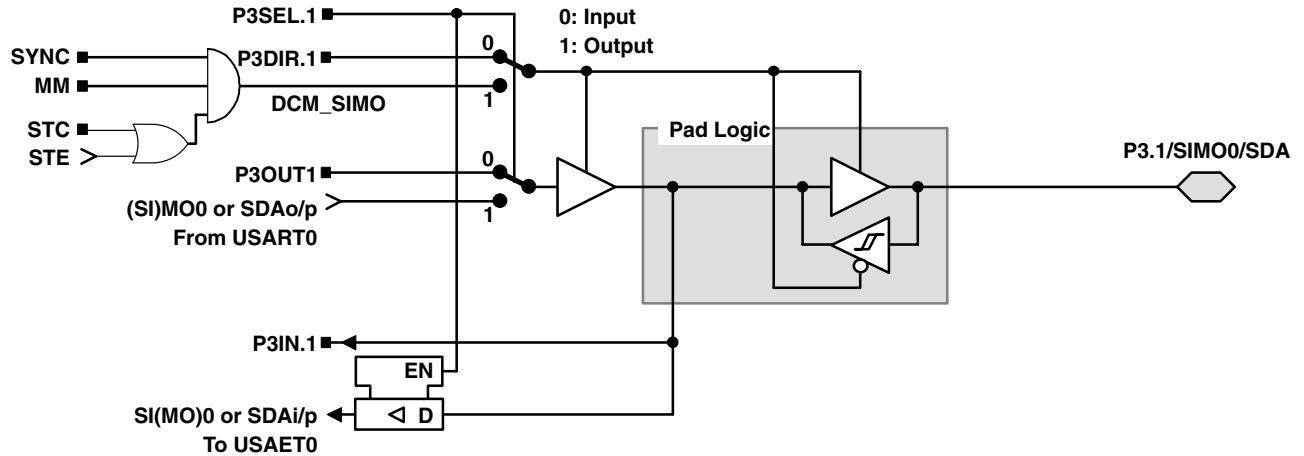 P3SEL.1
0: Input
1: Output
SYNC
MM
STC
STE
P3DIR.1
0
1
DCM_SIMO
Pad Logic
P3.1/SIMO0/SDA
P3OUT1
0
1
(SI)MO0 or SDAo/p
From USART0
P3IN.1
EN
D
SI(MO)0 or SDAi/p
To USAET0